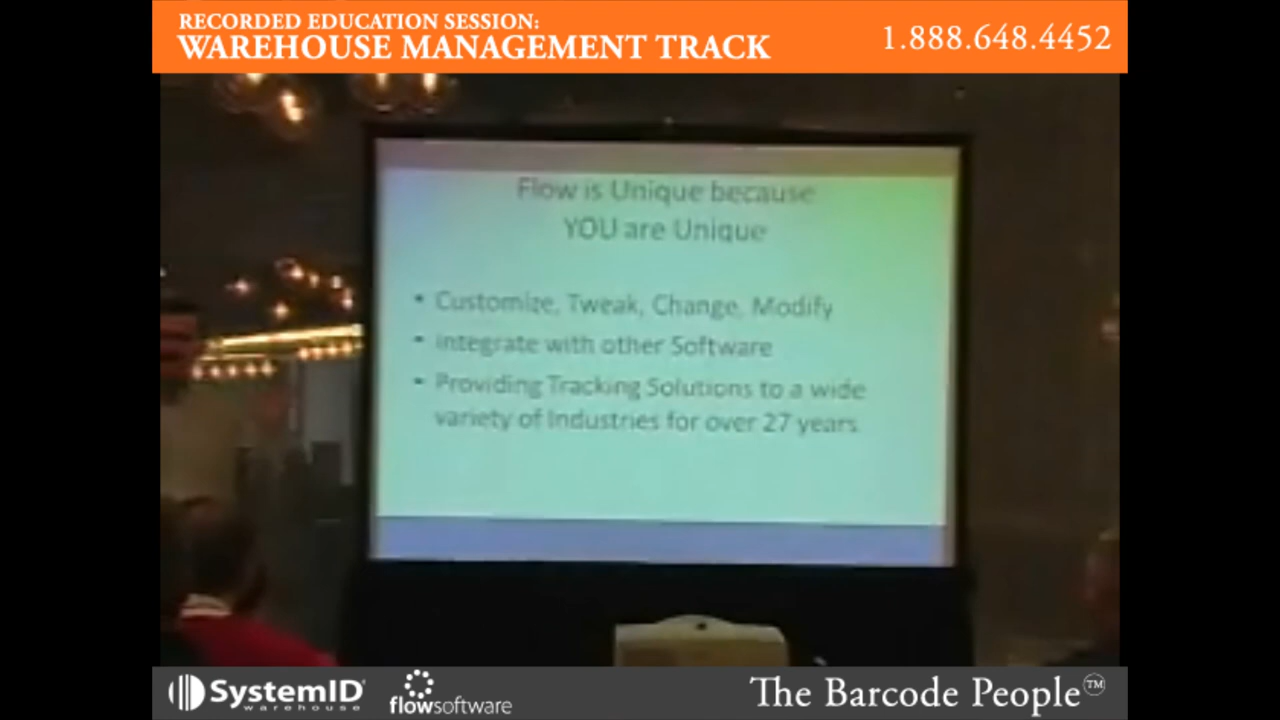 RECORDED EDUCATION SESSION:
WAREHOUSE MANAGEMENT TRACK
1.888.648.4452
Flow is Unique because
YOU are Unique
• Customize, Tweak, Change, Modify
• Integrate with other Software
• Providing Tracking Solutions to a wide
variety of Industries for over 27 years
SystemID
warehouse
flowsoftware
The Barcode People™